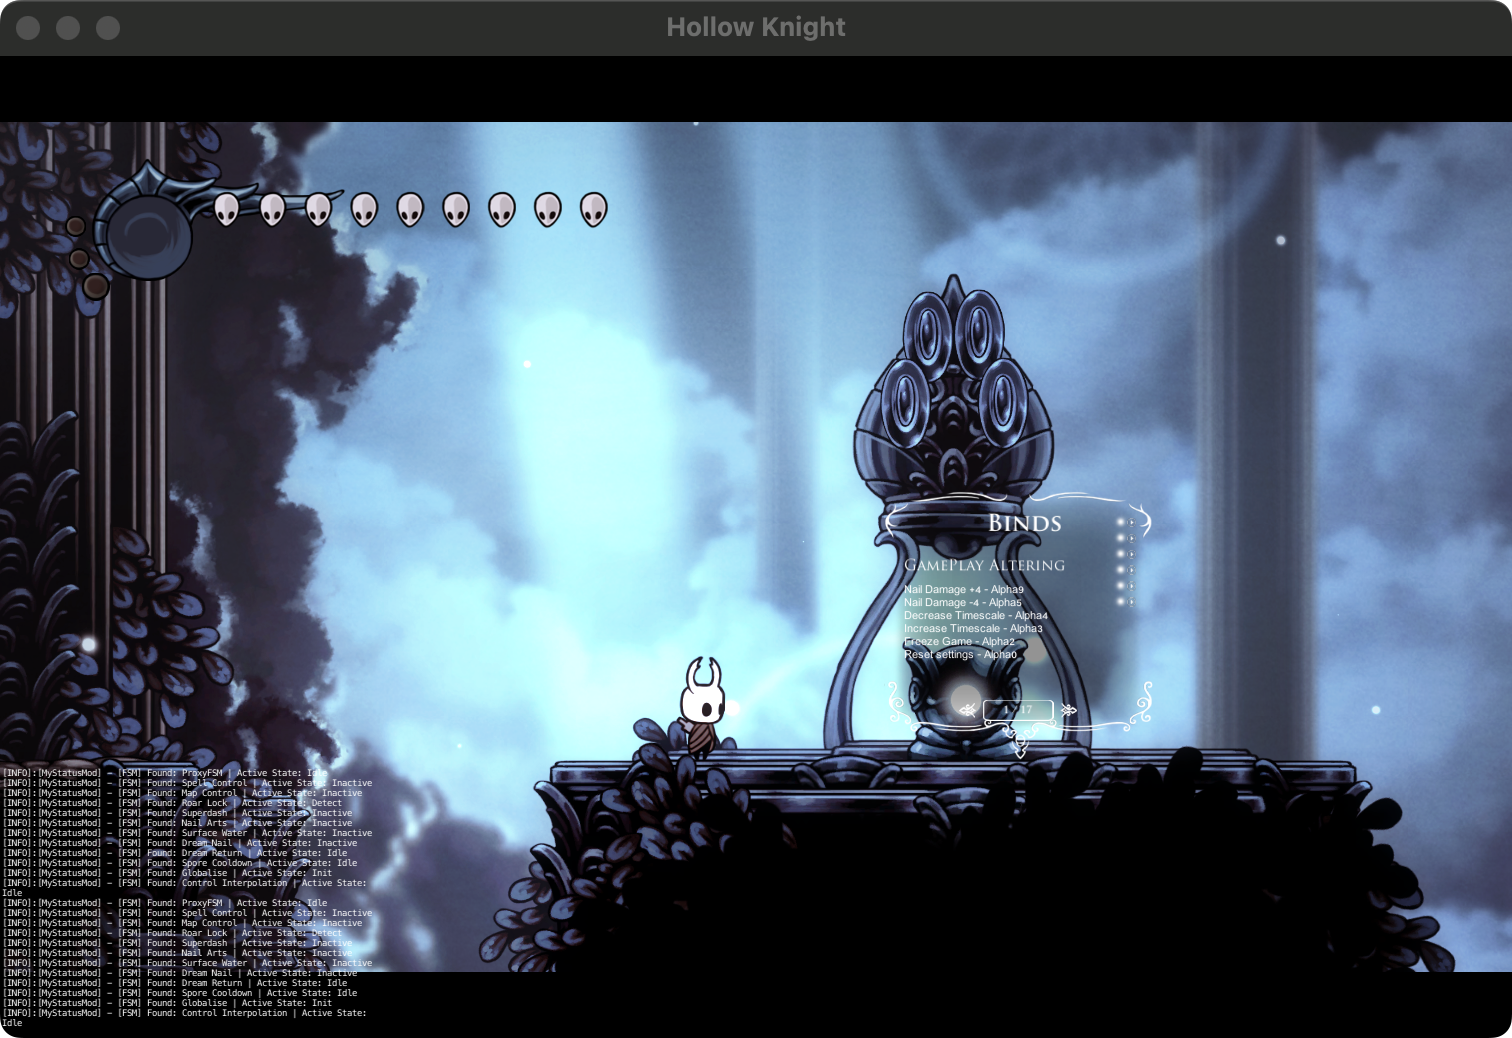 Hollow Knight
BINDS
GAMEPLAY ALTERING
Nail Damage +4 - Alpha9
Nail Damage -4 - Alpha5
Decrease Timescale - Alpha4
Increase Timescale - Alpha3
Freeze Game - Alpha2
Reset settings - Alpha0
1 / 17
[INFO]:[MyStatusMod] - [FSM] Found: ProxyFSM | Active State: Idle
[INFO]:[MyStatusMod] - [FSM] Found: Spell Control | Active State: Inactive
[INFO]:[MyStatusMod] - [FSM] Found: Map Control | Active State: Inactive
[INFO]:[MyStatusMod] - [FSM] Found: Roar Lock | Active State: Detect
[INFO]:[MyStatusMod] - [FSM] Found: Superdash | Active State: Inactive
[INFO]:[MyStatusMod] - [FSM] Found: Nail Arts | Active State: Inactive
[INFO]:[MyStatusMod] - [FSM] Found: Surface Water | Active State: Inactive
[INFO]:[MyStatusMod] - [FSM] Found: Dream Nail | Active State: Inactive
[INFO]:[MyStatusMod] - [FSM] Found: Dream Return | Active State: Idle
[INFO]:[MyStatusMod] - [FSM] Found: Spore Cooldown | Active State: Idle
[INFO]:[MyStatusMod] - [FSM] Found: Globalise | Active State: Init
[INFO]:[MyStatusMod] - [FSM] Found: Control Interpolation | Active State:
Idle
[INFO]:[MyStatusMod] - [FSM] Found: ProxyFSM | Active State: Idle
[INFO]:[MyStatusMod] - [FSM] Found: Spell Control | Active State: Inactive
[INFO]:[MyStatusMod] - [FSM] Found: Map Control | Active State: Inactive
[INFO]:[MyStatusMod] - [FSM] Found: Roar Lock | Active State: Detect
[INFO]:[MyStatusMod] - [FSM] Found: Superdash | Active State: Inactive
[INFO]:[MyStatusMod] - [FSM] Found: Nail Arts | Active State: Inactive
[INFO]:[MyStatusMod] - [FSM] Found: Surface Water | Active State: Inactive
[INFO]:[MyStatusMod] - [FSM] Found: Dream Nail | Active State: Inactive
[INFO]:[MyStatusMod] - [FSM] Found: Dream Return | Active State: Idle
[INFO]:[MyStatusMod] - [FSM] Found: Spore Cooldown | Active State: Idle
[INFO]:[MyStatusMod] - [FSM] Found: Globalise | Active State: Init
[INFO]:[MyStatusMod] - [FSM] Found: Control Interpolation | Active State:
Idle